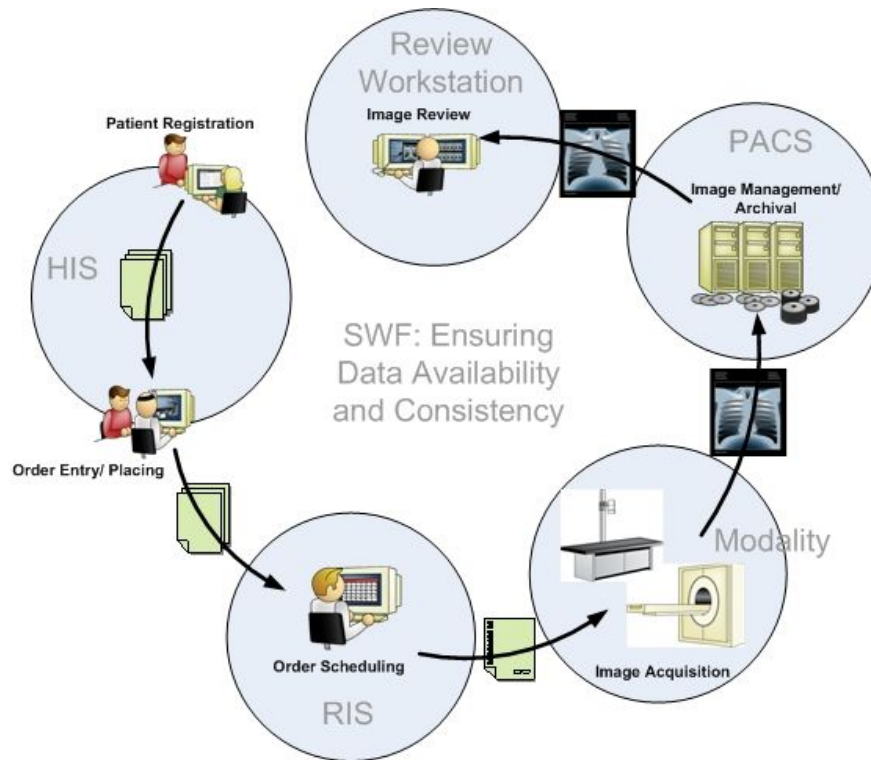 Patient Registration
HIS
Order Entry/ Placing
Order Scheduling
RIS
Modality
Image Acquisition
PACS
Image Management/
Archival
Review
Workstation
Image Review
SWF: Ensuring
Data Availability
and Consistency